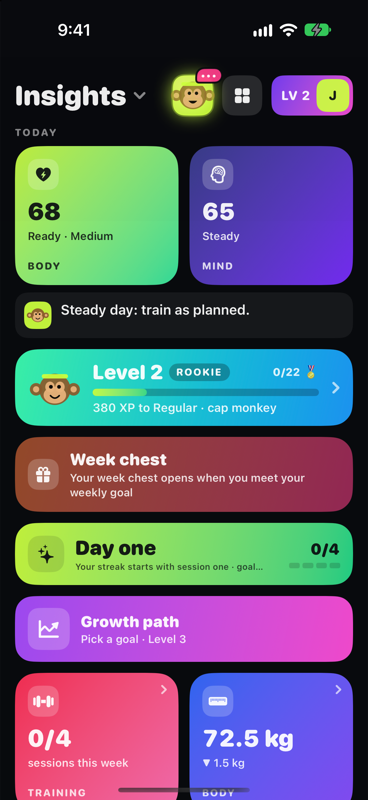 9:41
Insights
LV 2 J
TODAY
68
Ready · Medium
BODY
65
Steady
MIND
Steady day: train as planned.
Level 2 ROOKIE 0/22
380 XP to Regular · cap monkey
Week chest
Your week chest opens when you meet your
weekly goal
Day one
Your streak starts with session one · goal...
0/4
Growth path
Pick a goal · Level 3
0/4
sessions this week
TRAINING
72.5 kg
▼ 1.5 kg
BODY